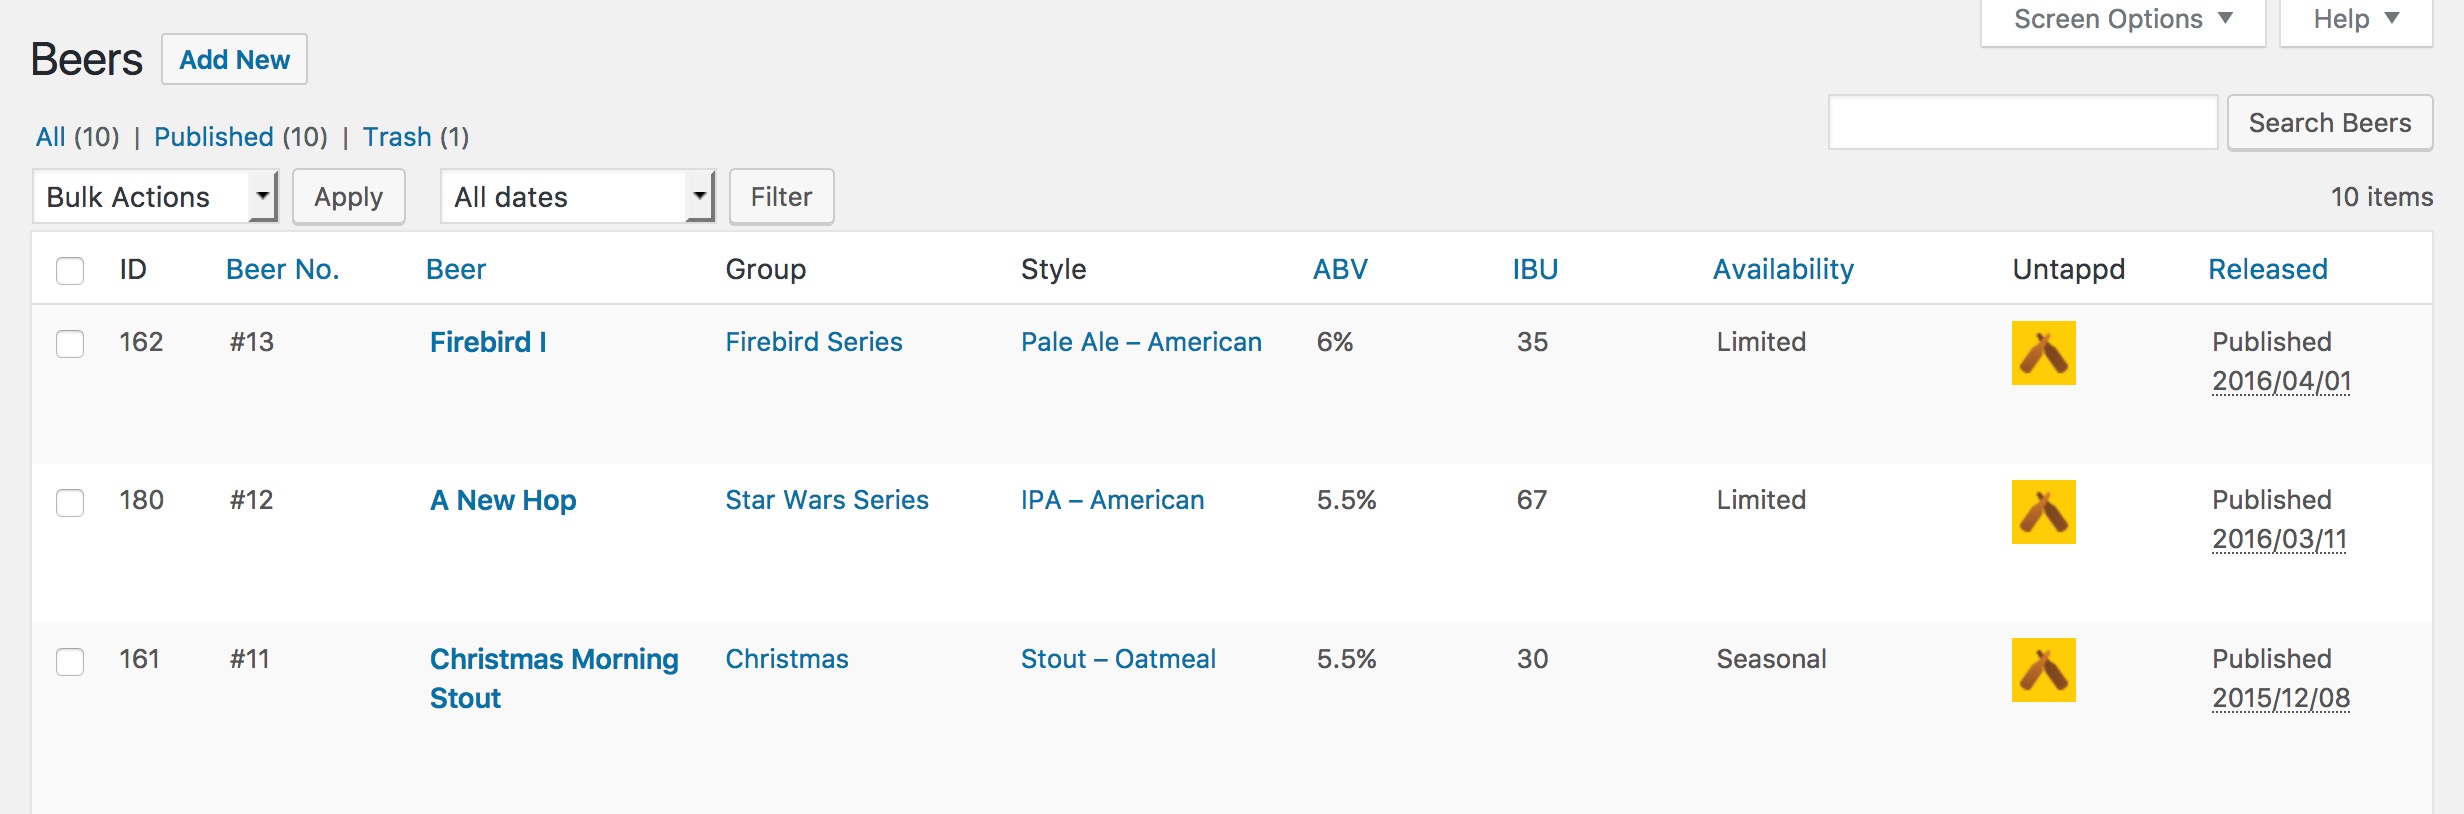 Screen Options ▼ Help ▼
Beers Add New
All (10) | Published (10) | Trash (1)
Search Beers
Bulk Actions Apply All dates Filter 10 items
ID Beer No. Beer Group Style ABV IBU Availability Untappd Released
162 #13 Firebird I Firebird Series Pale Ale – American 6% 35 Limited Published
2016/04/01
180 #12 A New Hop Star Wars Series IPA – American 5.5% 67 Limited Published
2016/03/11
161 #11 Christmas Morning Christmas Stout – Oatmeal 5.5% 30 Seasonal Published
Stout 2015/12/08